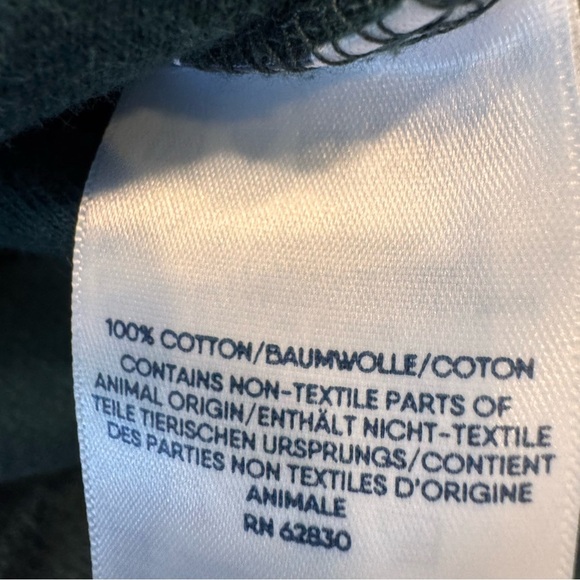 100% COTTON/BAUMWOLLE/COTON
CONTAINS NON-TEXTILE PARTS OF
ANIMAL ORIGIN/ENTHÄLT NICHT-TEXTILE
TEILE TIERISCHEN URSPRUNGS/CONTIENT
DES PARTIES NON TEXTILES D'ORIGINE
ANIMALE
RN 62830